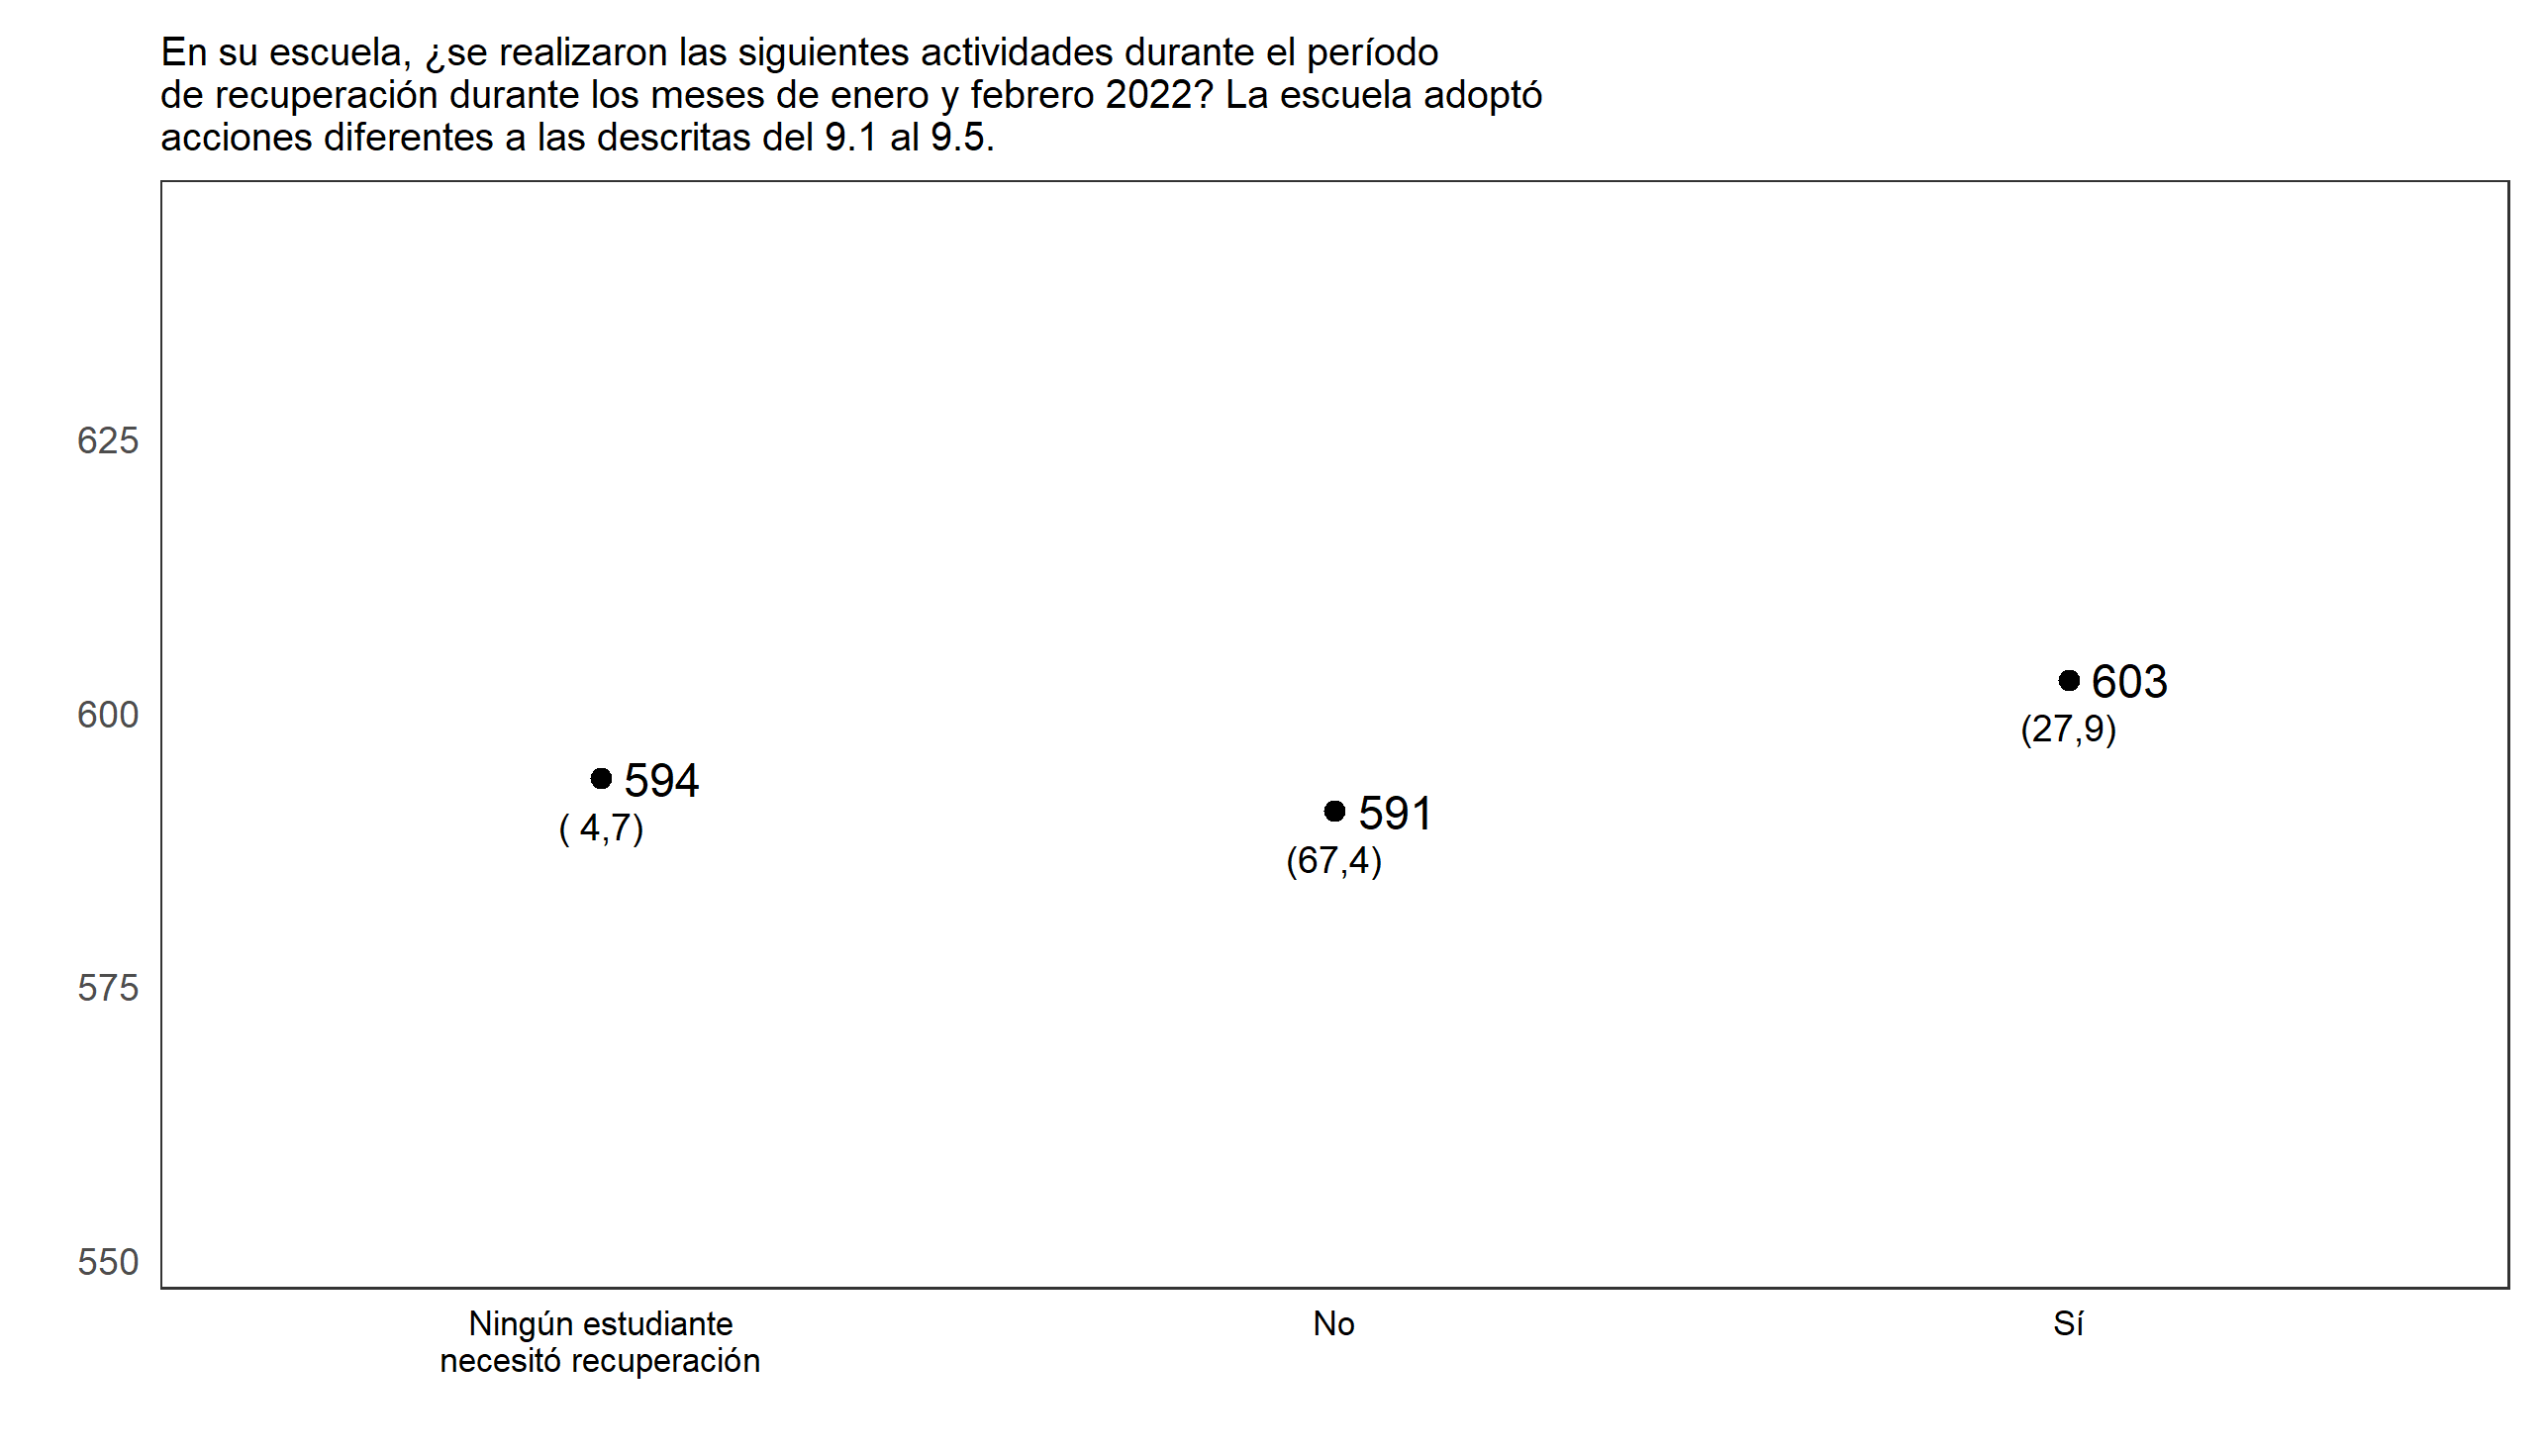 En su escuela, ¿se realizaron las siguientes actividades durante el período
de recuperación durante los meses de enero y febrero 2022? La escuela adoptó
acciones diferentes a las descritas del 9.1 al 9.5.
625
600
575
550
603
(27,9)
594
( 4,7)
591
(67,4)
Ningún estudiante
necesitó recuperación
No
Sí